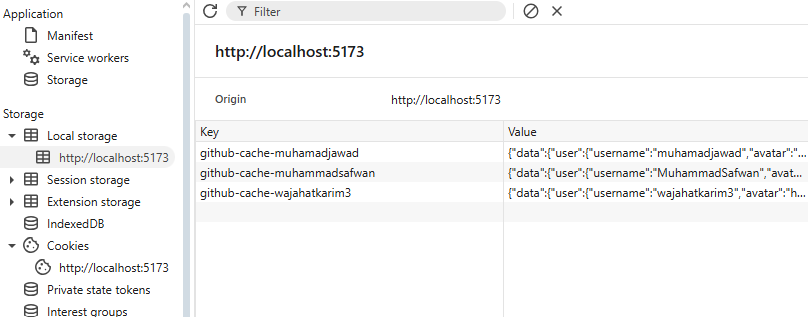 Application
Manifest
Service workers
Storage
Storage
Local storage
http://localhost:5173
Session storage
Extension storage
IndexedDB
Cookies
http://localhost:5173
Private state tokens
Interest groups
Filter
http://localhost:5173
Origin http://localhost:5173
Key Value
github-cache-muhamadjawad {"data":{"user":{"username":"muhamadjawad","avatar":"...
github-cache-muhammadsafwan {"data":{"user":{"username":"MuhammadSafwan","avat...
github-cache-wajahatkarim3 {"data":{"user":{"username":"wajahatkarim3","avatar":"h...